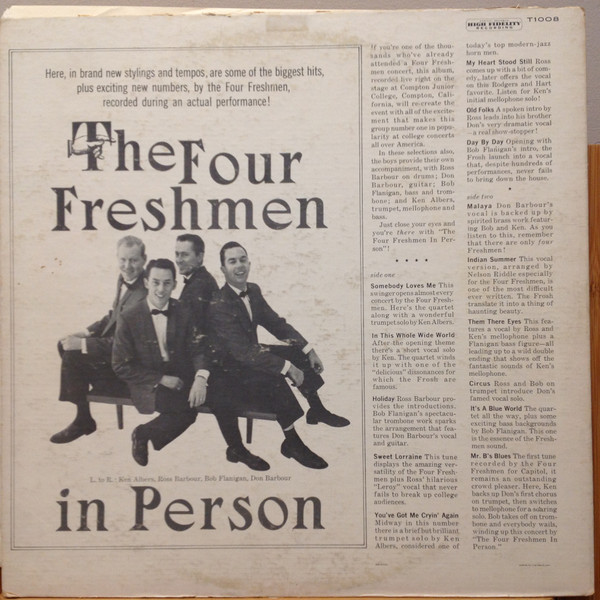 HIGH FIDELITY
RECORDING
T1008
Here, in brand new stylings and tempos, are some of the biggest hits,
plus exciting new numbers, by the Four Freshmen,
recorded during an actual performance!
The Four
Freshmen
L. to R.: Ken Albers, Ross Barbour, Bob Flanigan, Don Barbour
in Person
If you're one of the thou-
sands who've already
attended a Four Fresh-
men concert, this album,
recorded live right on the
stage at Compton Junior
College, Compton, Cali-
fornia, will re-create the
event with all of the excite-
ment that makes this
group number one in popu-
larity at college concerts
all over America.
In these selections also,
the boys provide their own
accompaniment, with Ross
Barbour on drums; Don
Barbour, guitar; Bob
Flanigan, bass and trom-
bone; and Ken Albers,
trumpet, mellophone and
bass.
Just close your eyes and
you're there with "The
Four Freshmen In Per-
son"!
* * * *
side one
Somebody Loves Me This
swinger opens almost every
concert by the Four Fresh-
men. Here's the quartet
along with a wonderful
trumpet solo by Ken Albers.
In This Whole Wide World
After the opening theme
there's a short vocal solo
by Ken. The quartet winds
it up with one of the
"delicious" dissonances for
which the Frosh are
famous.
Holiday Ross Barbour pro-
vides the introductions.
Bob Flanigan's spectac-
ular trombone work sparks
the arrangement that fea-
tures Don Barbour's vocal
and guitar.
Sweet Lorraine This tune
displays the amazing ver-
satility of the Four Fresh-
men plus Ross' hilarious
"Leroy" vocal that never
fails to break up college
audiences.
You've Got Me Cryin' Again
Midway in this number
there is a brief but brilliant
trumpet solo by Ken
Albers, considered one of
today's top modern-jazz
horn men.
My Heart Stood Still Ross
comes up with a bit of com-
edy, later offers the vocal
on this Rodgers and Hart
favorite. Listen for Ken's
initial mellophone solo!
Old Folks A spoken intro by
Ross leads into his brother
Don's very dramatic vocal
—a real show-stopper!
Day By Day Opening with
Bob Flanigan's intro, the
Frosh launch into a vocal
that, despite hundreds of
performances, never fails
to bring down the house.
*
side two
Malaya Don Barbour's
vocal is backed up by
spirited brass work featur-
ing Bob and Ken. As you
listen to this, remember
that there are only four
Freshmen!
Indian Summer This vocal
version, arranged by
Nelson Riddle especially
for the Four Freshmen, is
one of the most difficult
ever written. The Frosh
translate it into a thing of
haunting beauty.
Them There Eyes This fea-
tures a vocal by Ross and
Ken's mellophone plus a
Flanigan bass figure—all
leading up to a wild double
ending that shows off the
fantastic sounds of Ken's
mellophone.
Circus Ross and Bob on
trumpet introduce Don's
famed vocal solo.
It's A Blue World The quar-
tet all the way, plus some
exciting bass backgrounds
by Bob Flanigan. This one
is the essence of the Fresh-
men sound.
Mr. B's Blues The first tune
recorded by the Four
Freshmen for Capitol, it
remains an outstanding
crowd pleaser. Here, Ken
backs up Don's first chorus
on trumpet, then switches
to mellophone for a soaring
solo. Bob takes off on trom-
bone and everybody wails,
winding up this concert by
"The Four Freshmen In
Person."